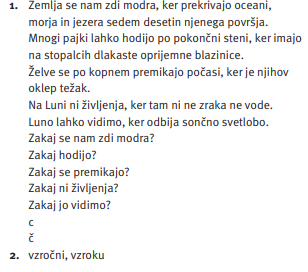 1. Zemlja se nam zdi modra, ker prekrivajo oceani,
morja in jezera sedem desetin njenega površja.
Mnogi pajki lahko hodijo po pokončni steni, ker imajo
na stopalcih dlakaste oprijemne blazinice.
Želve se po kopnem premikajo počasi, ker je njihov
oklep težak.
Na Luni ni življenja, ker tam ni ne zraka ne vode.
Luno lahko vidimo, ker odbija sončno svetlobo.
Zakaj se nam zdi modra?
Zakaj hodijo?
Zakaj se premikajo?
Zakaj ni življenja?
Zakaj jo vidimo?
c
č
2. vzročni, vzroku